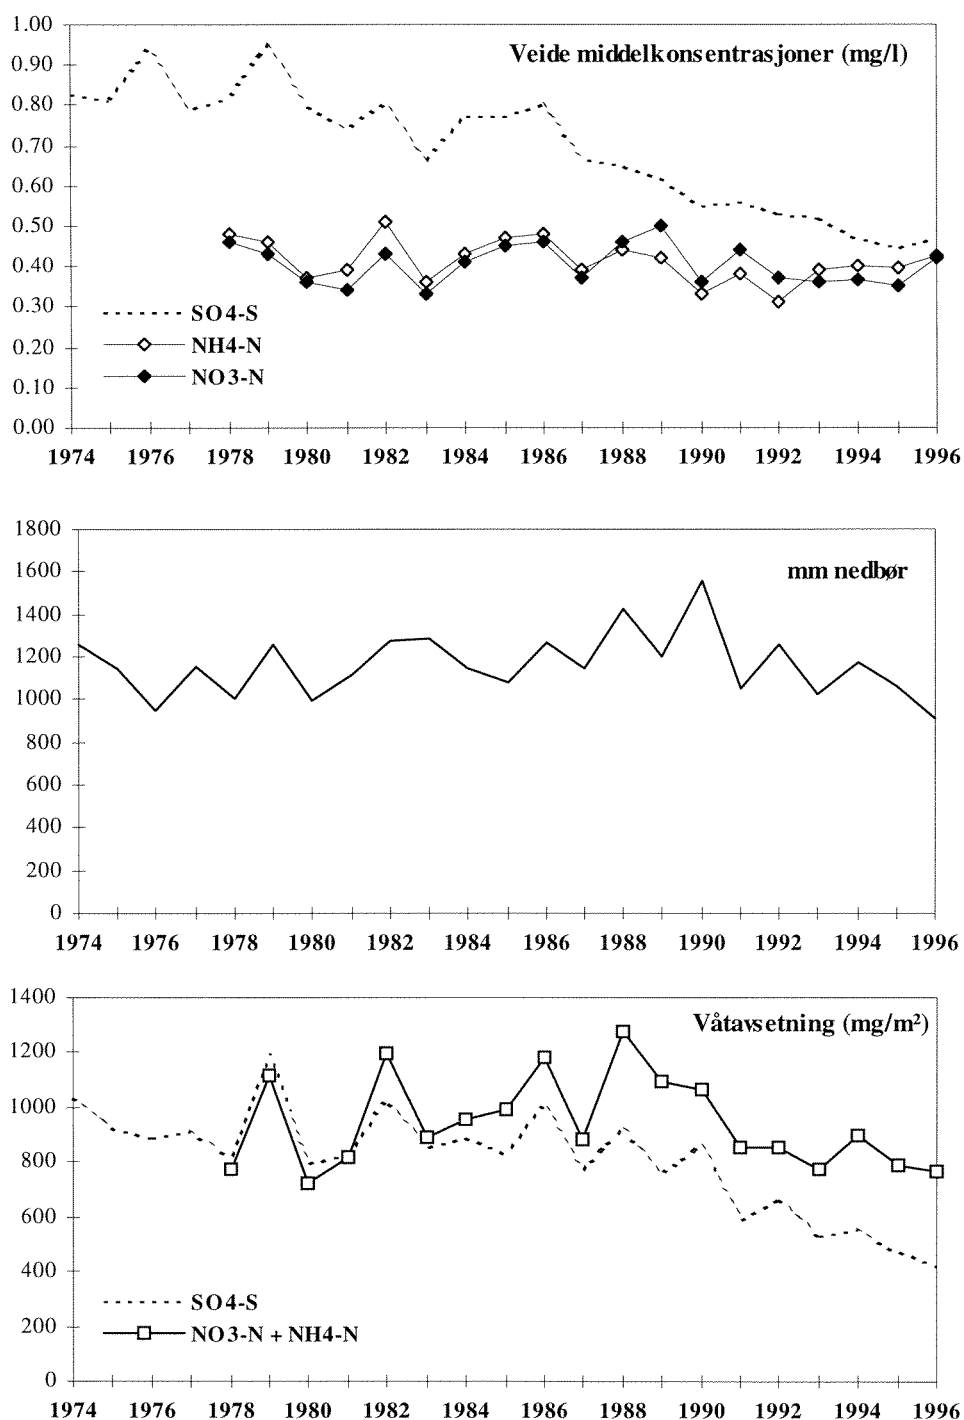 1.00
Veide middelkonsentrasjoner (mg/l)
0.90
0.80
0.70
0.60
0.50
0.40
0.30
SO4-S
0.20
NH4-N
NO3-N
0.10
0.00
1974 1976 1978 1980 1982 1984 1986 1988 1990 1992 1994 1996
1800
mm nedbør
1600
1400
1200
1000
800
600
400
200
0
1974 1976 1978 1980 1982 1984 1986 1988 1990 1992 1994 1996
1400
Våtavsetning (mg/m²)
1200
1000
800
600
400
SO4-S
200
NO3-N + NH4-N
0
1974 1976 1978 1980 1982 1984 1986 1988 1990 1992 1994 1996